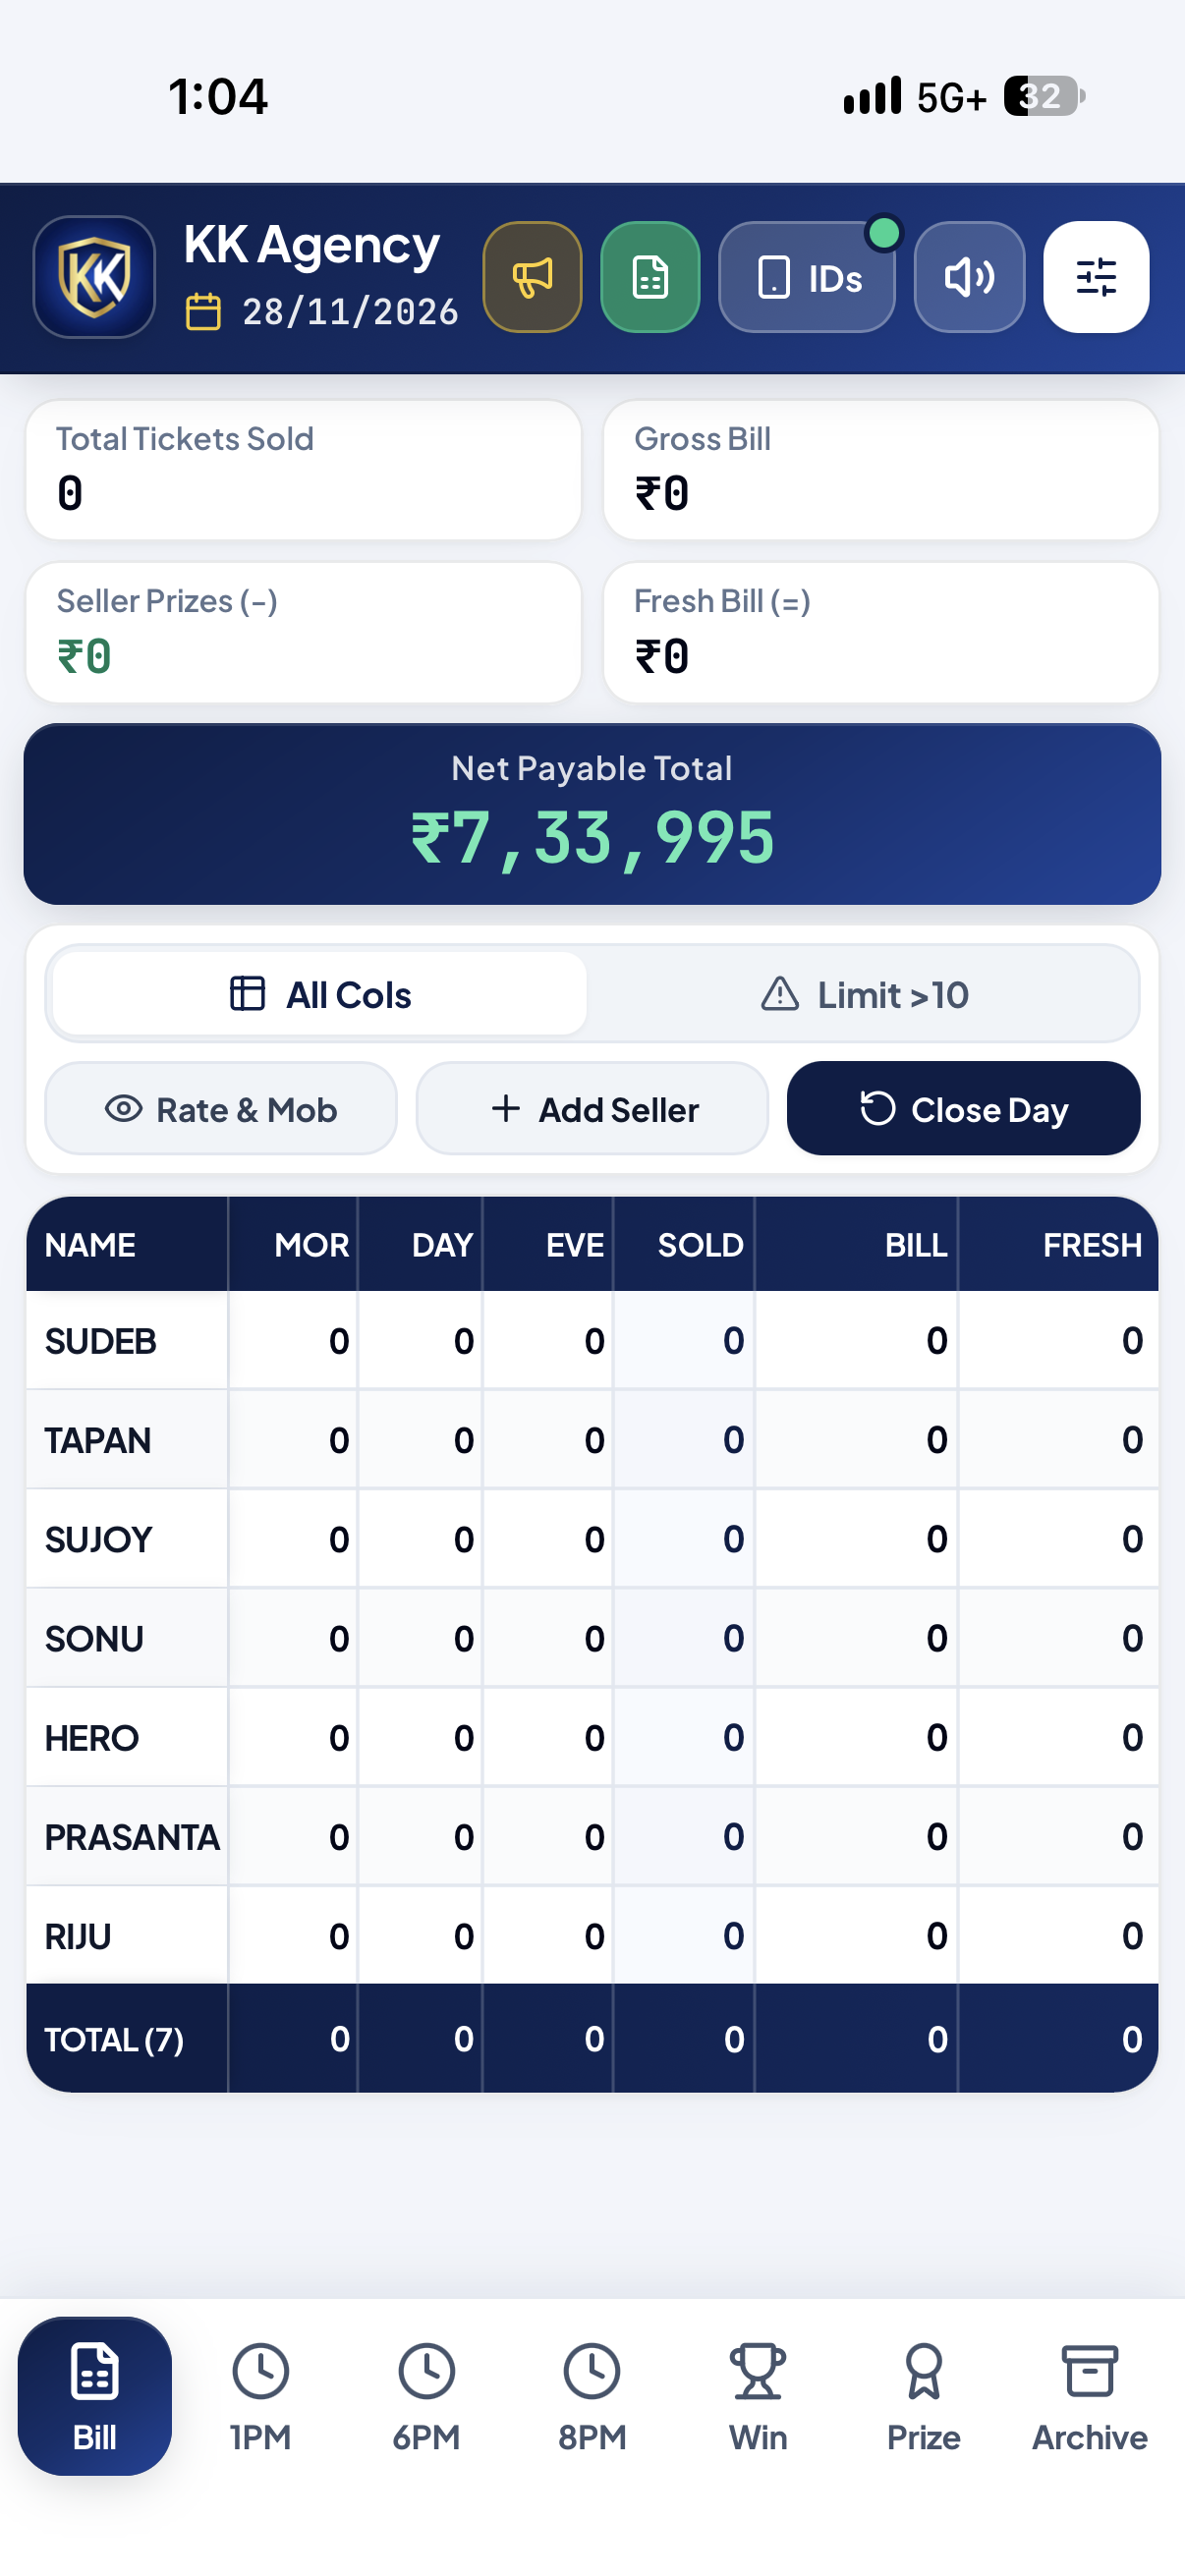 1:04 5G+ 32
KK
KK Agency
28/11/2026
IDs
Total Tickets Sold
0
Gross Bill
₹0
Seller Prizes (−)
₹0
Fresh Bill (=)
₹0
Net Payable Total
₹7,33,995
All Cols Limit >10
Rate & Mob Add Seller Close Day
NAME MOR DAY EVE SOLD BILL FRESH
SUDEB 0 0 0 0 0 0
TAPAN 0 0 0 0 0 0
SUJOY 0 0 0 0 0 0
SONU 0 0 0 0 0 0
HERO 0 0 0 0 0 0
PRASANTA 0 0 0 0 0 0
RIJU 0 0 0 0 0 0
TOTAL (7) 0 0 0 0 0 0
Bill 1PM 6PM 8PM Win Prize Archive